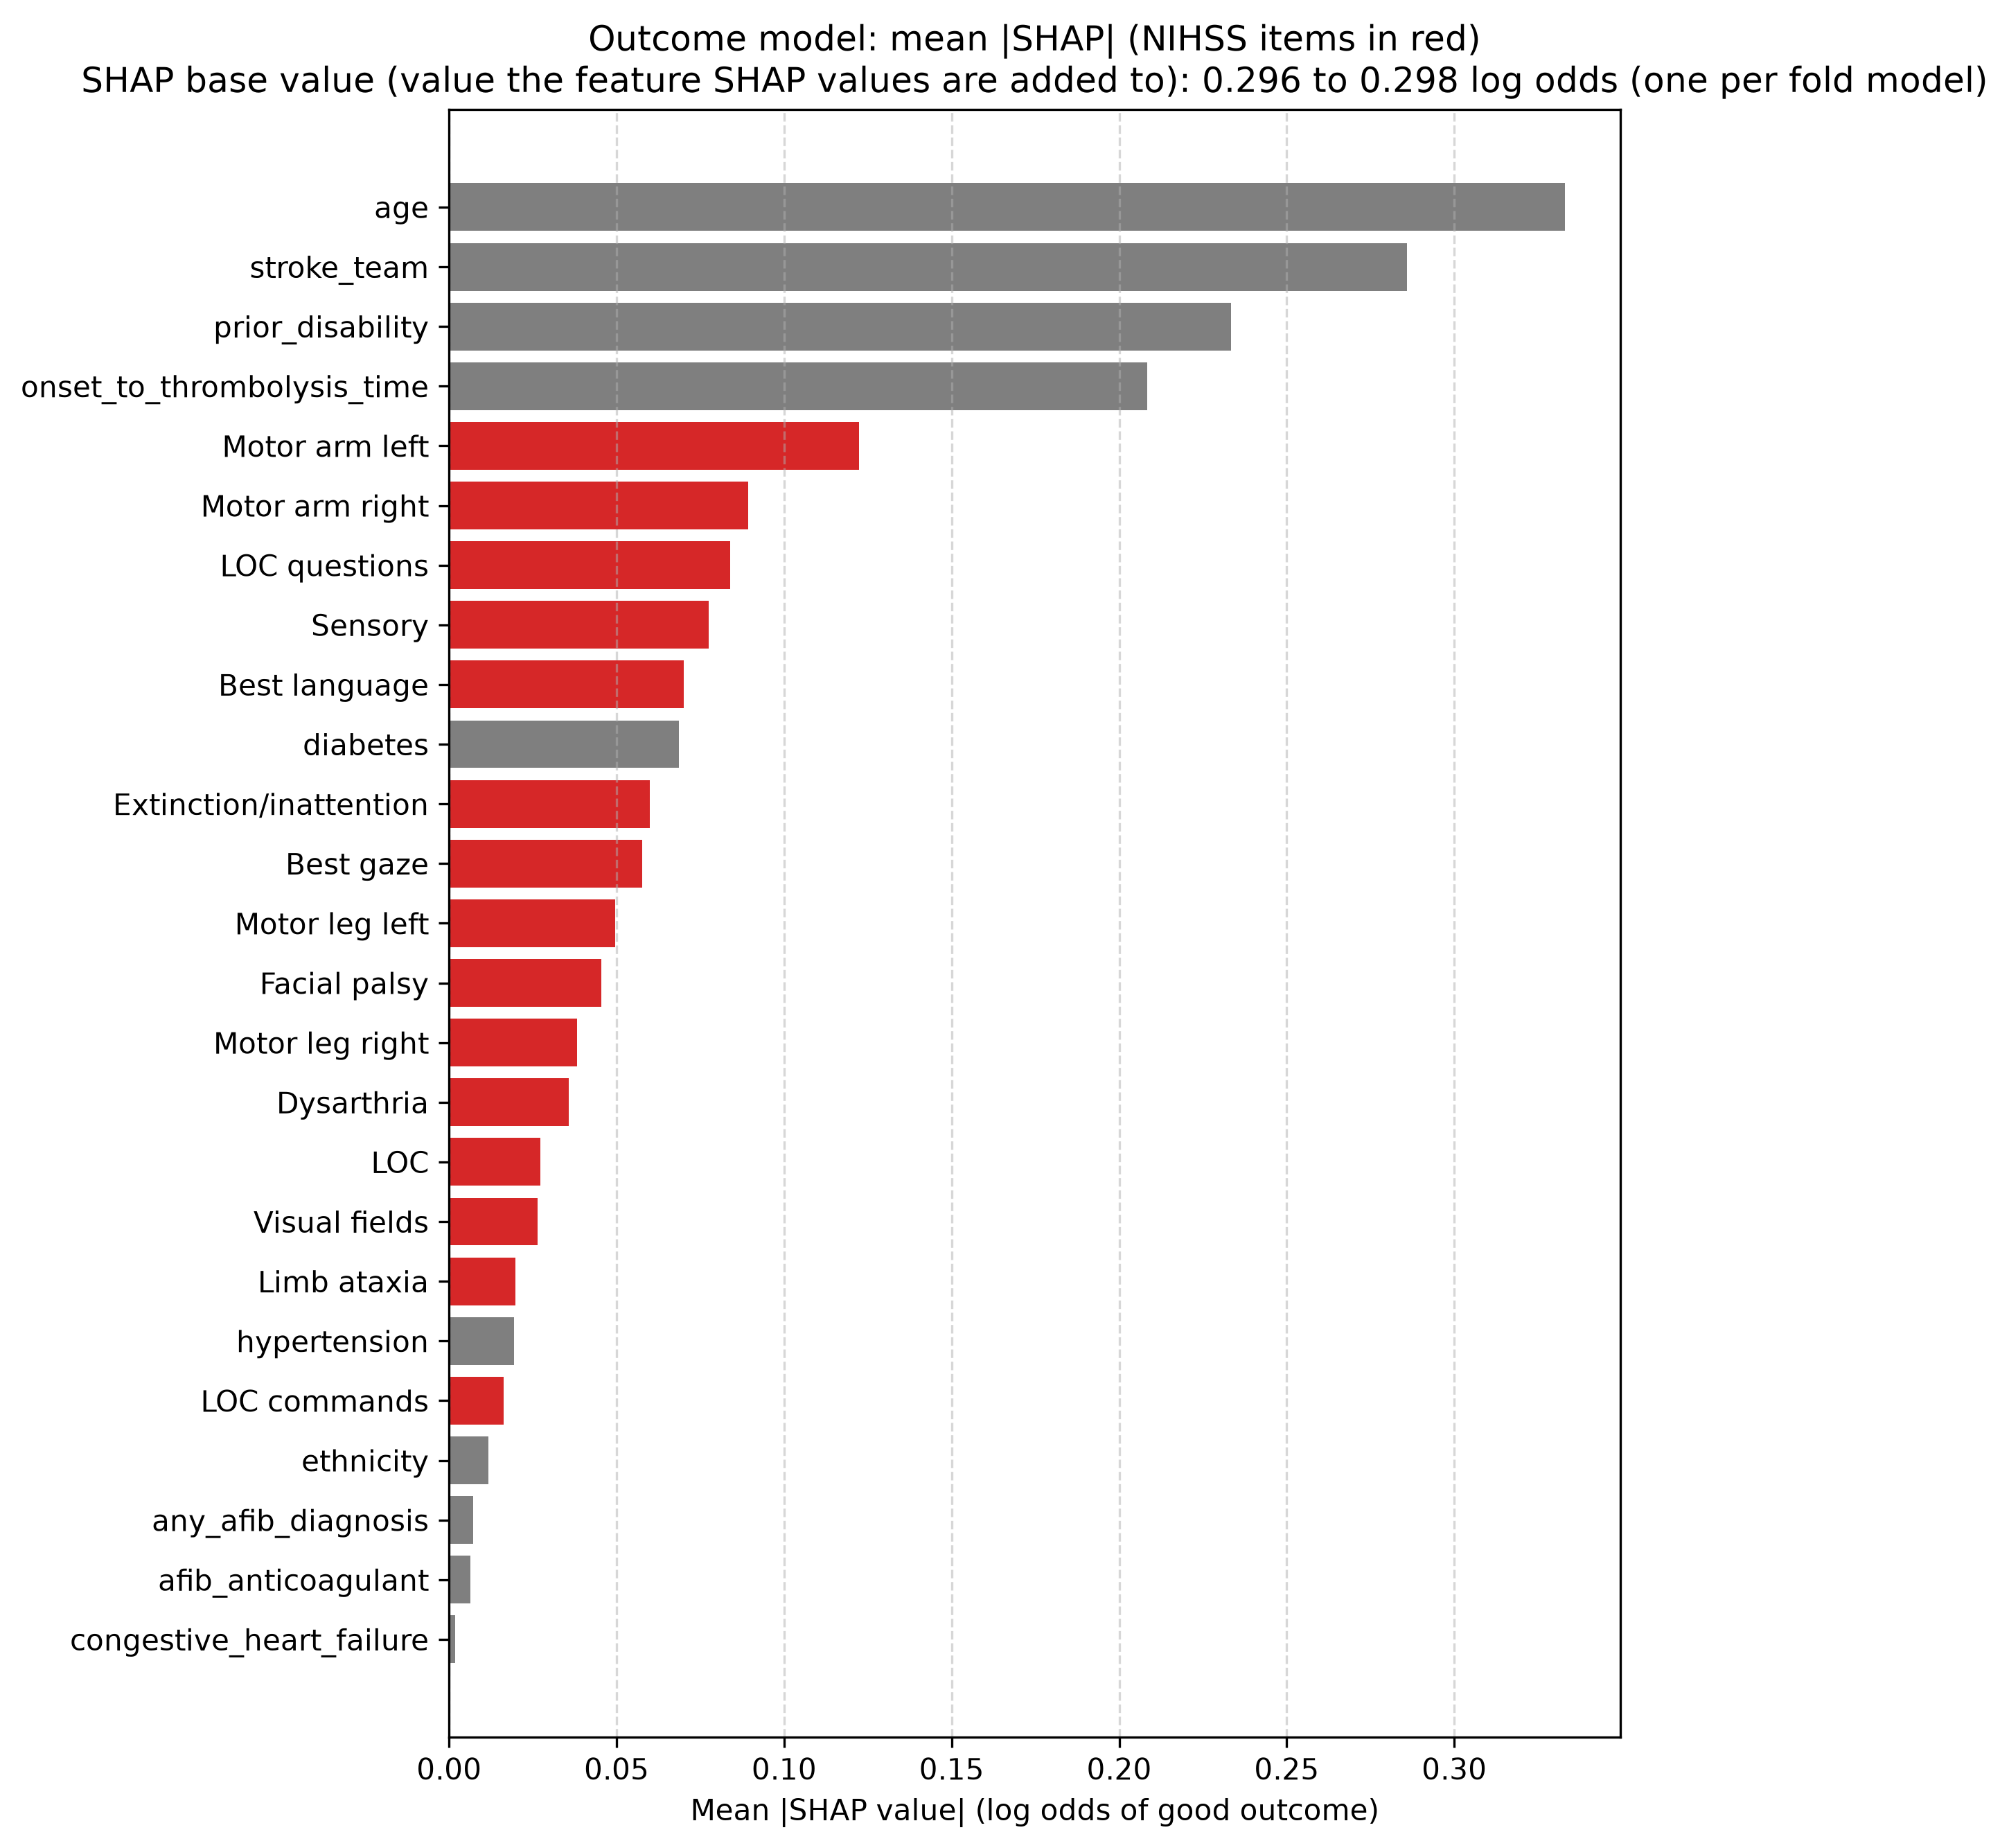 Outcome model: mean |SHAP| (NIHSS items in red)
SHAP base value (value the feature SHAP values are added to): 0.296 to 0.298 log odds (one per fold model)
age
stroke_team
prior_disability
onset_to_thrombolysis_time
Motor arm left
Motor arm right
LOC questions
Sensory
Best language
diabetes
Extinction/inattention
Best gaze
Motor leg left
Facial palsy
Motor leg right
Dysarthria
LOC
Visual fields
Limb ataxia
hypertension
LOC commands
ethnicity
any_afib_diagnosis
afib_anticoagulant
congestive_heart_failure
0.00 0.05 0.10 0.15 0.20 0.25 0.30
Mean |SHAP value| (log odds of good outcome)